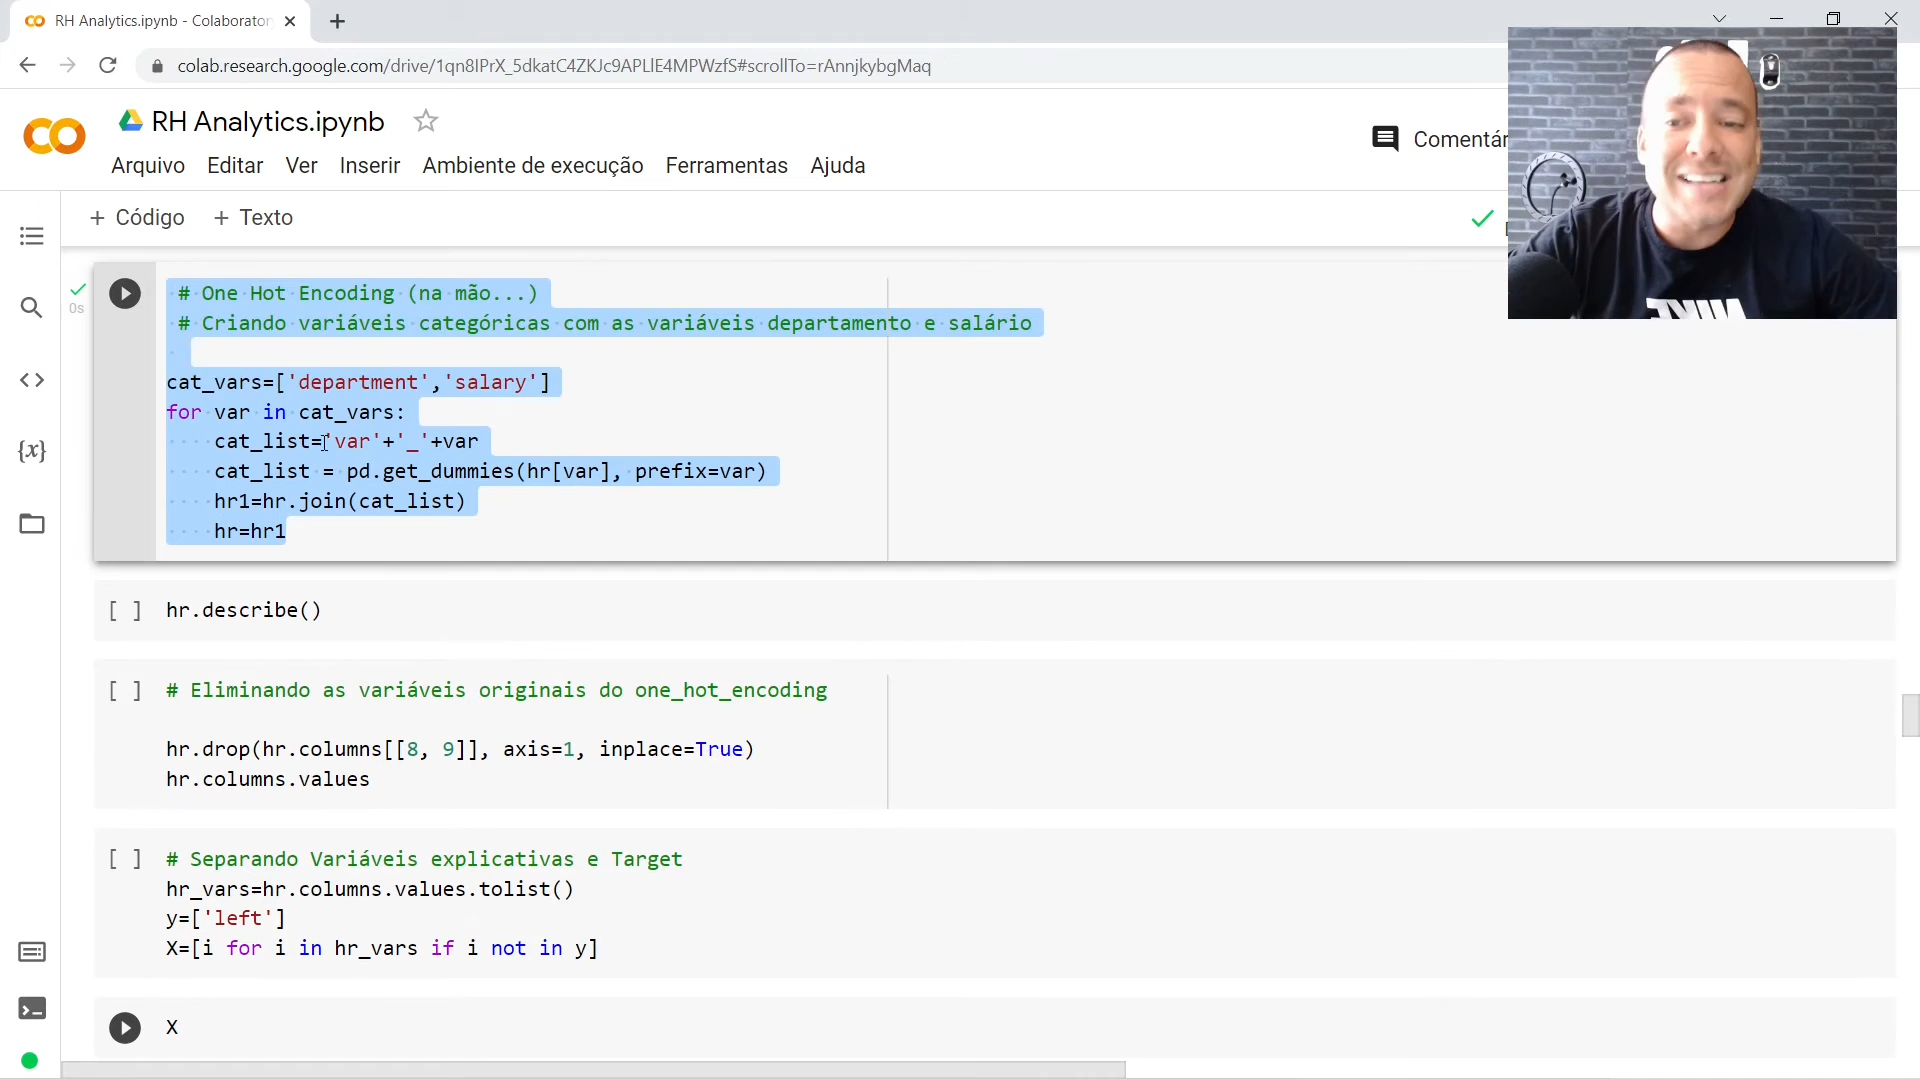 RH Analytics.ipynb - Colaborator
colab.research.google.com/drive/1qn8IPrX_5dkatC4ZKJc9APLlE4MPWzfS#scrollTo=rAnnjkybgMaq
RH Analytics.ipynb
Comentár
Arquivo Editar Ver Inserir Ambiente de execução Ferramentas Ajuda
+ Código + Texto
0s
# One Hot Encoding (na mão...)
# Criando variáveis categóricas com as variáveis departamento e salário
cat_vars=['department','salary']
for var in cat_vars:
cat_list='var'+'_'+var
cat_list = pd.get_dummies(hr[var], prefix=var)
hr1=hr.join(cat_list)
hr=hr1
[ ] hr.describe()
[ ] # Eliminando as variáveis originais do one_hot_encoding
hr.drop(hr.columns[[8, 9]], axis=1, inplace=True)
hr.columns.values
[ ] # Separando Variáveis explicativas e Target
hr_vars=hr.columns.values.tolist()
y=['left']
X=[i for i in hr_vars if i not in y]
X
NIKE